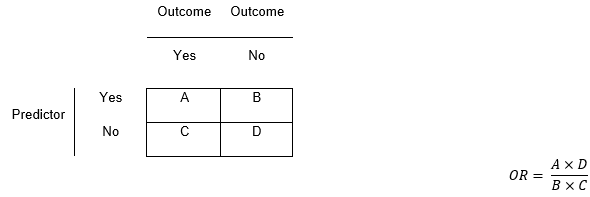 Outcome Outcome
Yes No
Yes A B
Predictor
No C D
OR = A × D
B × C